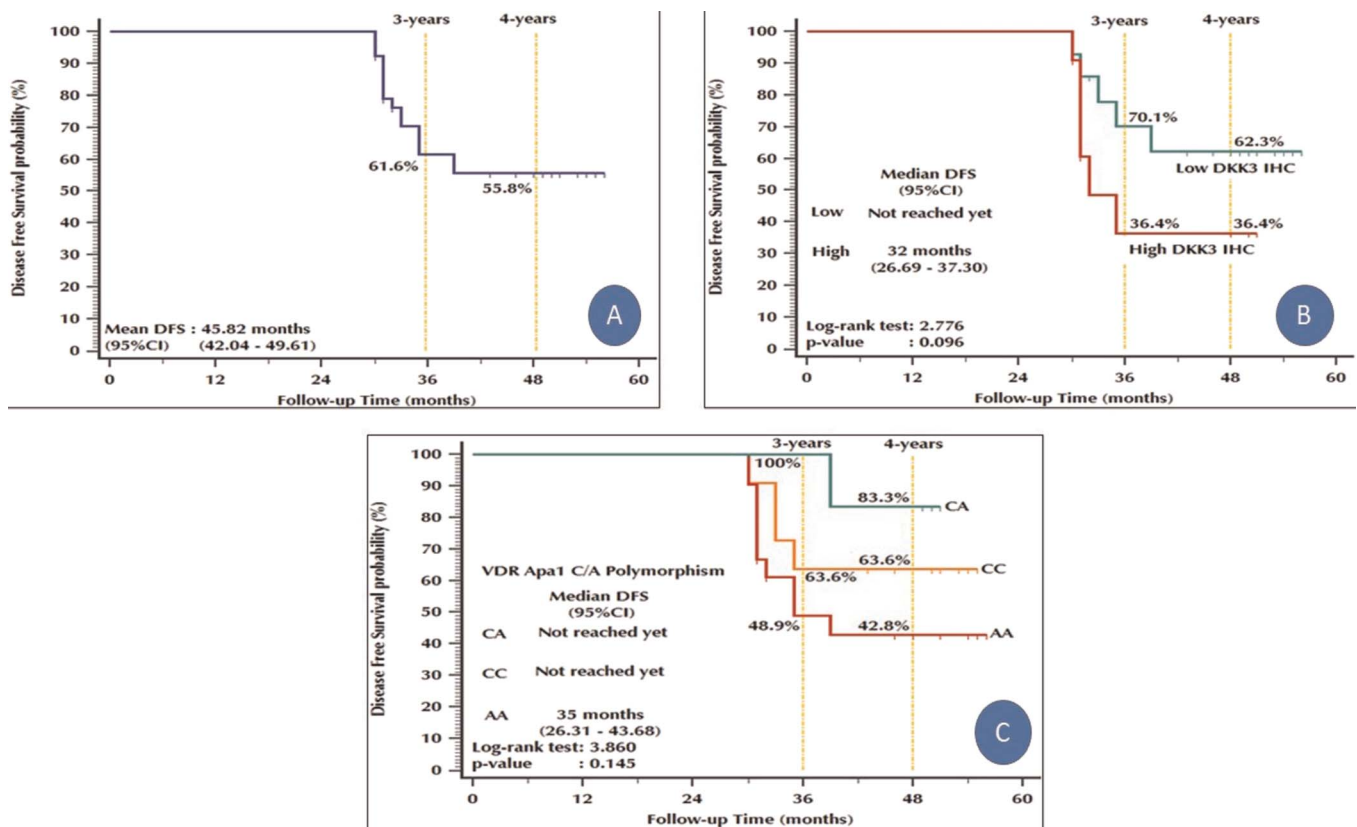 3-years 4-years
100
90
80
70
60
50
40
30
20
10
0
Disease Free Survival probability (%)
61.6%
55.8%
Mean DFS : 45.82 months
(95%CI) (42.04 - 49.61)
A
0 12 24 36 48 60
Follow-up Time (months)
3-years 4-years
100
90
80
70
60
50
40
30
20
10
0
Disease Free Survival probability (%)
70.1%
62.3%
Low DKK3 IHC
Median DFS
(95%CI)
Low Not reached yet
High 32 months
(26.69 - 37.30)
36.4% 36.4%
High DKK3 IHC
Log-rank test: 2.776
p-value : 0.096
B
0 12 24 36 48 60
Follow-up Time (months)
3-years 4-years
100
90
80
70
60
50
40
30
20
10
0
Disease Free Survival probability (%)
100%
83.3%
CA
63.6%
CC
63.6%
VDR Apa1 C/A Polymorphism
Median DFS
(95%CI)
48.9% 42.8%
AA
CA Not reached yet
CC Not reached yet
AA 35 months
(26.31 - 43.68)
Log-rank test: 3.860
p-value : 0.145
C
0 12 24 36 48 60
Follow-up Time (months)